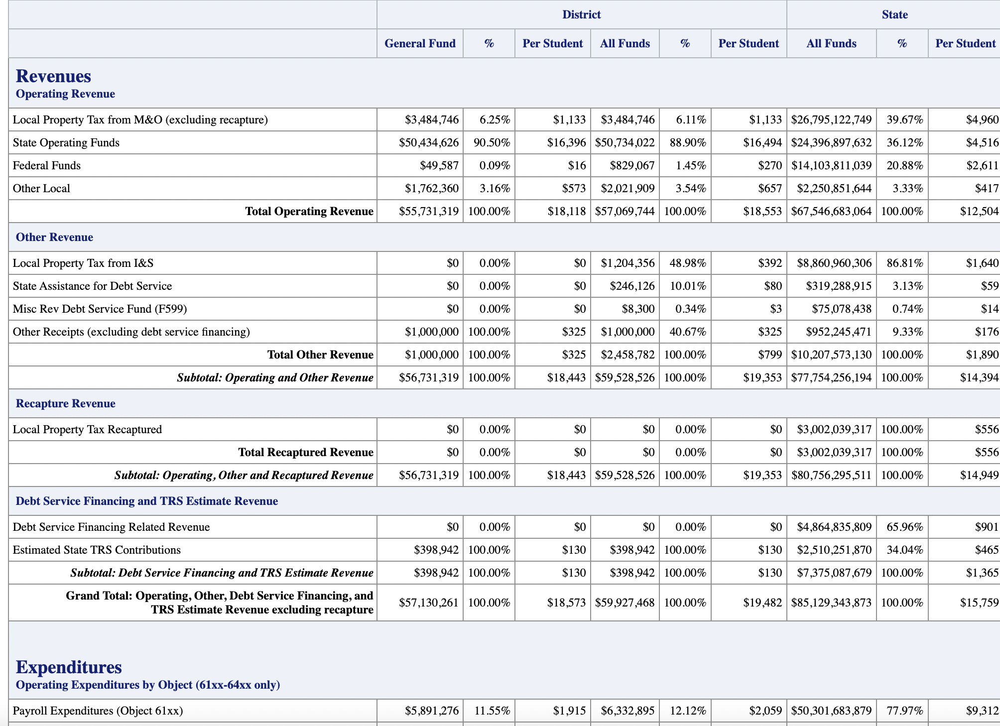 District State
General Fund % Per Student All Funds % Per Student All Funds % Per Student
Revenues
Operating Revenue
Local Property Tax from M&O (excluding recapture) $3,484,746 6.25% $1,133 $3,484,746 6.11% $1,133 $26,795,122,749 39.67% $4,960
State Operating Funds $50,434,626 90.50% $16,396 $50,734,022 88.90% $16,494 $24,396,897,632 36.12% $4,516
Federal Funds $49,587 0.09% $16 $829,067 1.45% $270 $14,103,811,039 20.88% $2,611
Other Local $1,762,360 3.16% $573 $2,021,909 3.54% $657 $2,250,851,644 3.33% $417
Total Operating Revenue $55,731,319 100.00% $18,118 $57,069,744 100.00% $18,553 $67,546,683,064 100.00% $12,504
Other Revenue
Local Property Tax from I&S $0 0.00% $0 $1,204,356 48.98% $392 $8,860,960,306 86.81% $1,640
State Assistance for Debt Service $0 0.00% $0 $246,126 10.01% $80 $319,288,915 3.13% $59
Misc Rev Debt Service Fund (F599) $0 0.00% $0 $8,300 0.34% $3 $75,078,438 0.74% $14
Other Receipts (excluding debt service financing) $1,000,000 100.00% $325 $1,000,000 40.67% $325 $952,245,471 9.33% $176
Total Other Revenue $1,000,000 100.00% $325 $2,458,782 100.00% $799 $10,207,573,130 100.00% $1,890
Subtotal: Operating and Other Revenue $56,731,319 100.00% $18,443 $59,528,526 100.00% $19,353 $77,754,256,194 100.00% $14,394
Recapture Revenue
Local Property Tax Recaptured $0 0.00% $0 $0 0.00% $0 $3,002,039,317 100.00% $556
Total Recaptured Revenue $0 0.00% $0 $0 0.00% $0 $3,002,039,317 100.00% $556
Subtotal: Operating, Other and Recaptured Revenue $56,731,319 100.00% $18,443 $59,528,526 100.00% $19,353 $80,756,295,511 100.00% $14,949
Debt Service Financing and TRS Estimate Revenue
Debt Service Financing Related Revenue $0 0.00% $0 $0 0.00% $0 $4,864,835,809 65.96% $901
Estimated State TRS Contributions $398,942 100.00% $130 $398,942 100.00% $130 $2,510,251,870 34.04% $465
Subtotal: Debt Service Financing and TRS Estimate Revenue $398,942 100.00% $130 $398,942 100.00% $130 $7,375,087,679 100.00% $1,365
Grand Total: Operating, Other, Debt Service Financing, and
TRS Estimate Revenue excluding recapture $57,130,261 100.00% $18,573 $59,927,468 100.00% $19,482 $85,129,343,873 100.00% $15,759
Expenditures
Operating Expenditures by Object (61xx-64xx only)
Payroll Expenditures (Object 61xx) $5,891,276 11.55% $1,915 $6,332,895 12.12% $2,059 $50,301,683,879 77.97% $9,312